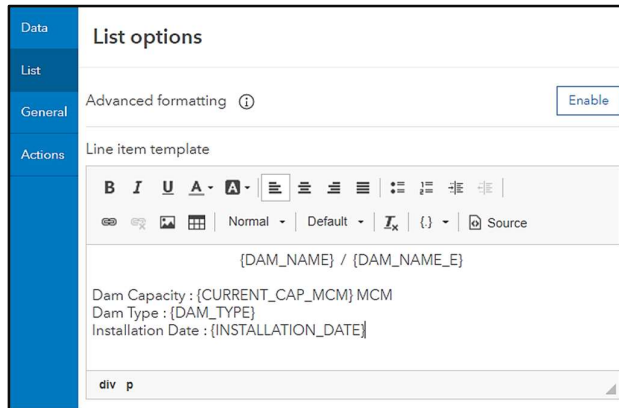 Data
List
General
Actions
List options
Advanced formatting
Enable
Line item template
B I U A A
Normal Default Tx {.} Source
{DAM_NAME} / {DAM_NAME_E}
Dam Capacity : {CURRENT_CAP_MCM} MCM
Dam Type : {DAM_TYPE}
Installation Date : {INSTALLATION_DATE}
div p